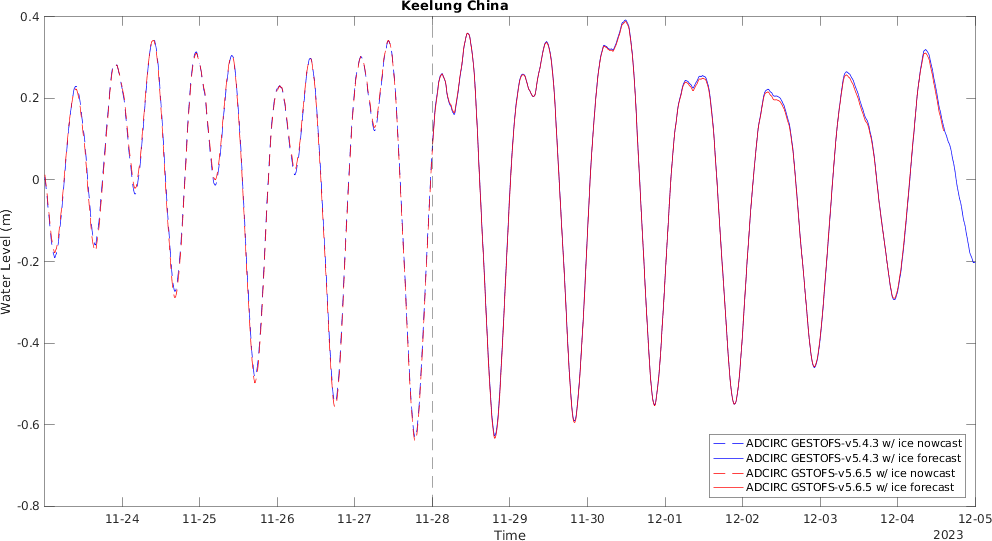 Keelung China
0.4
0.2
0
-0.2
-0.4
-0.6
-0.8
Water Level (m)
11-24 11-25 11-26 11-27 11-28 11-29 11-30 12-01 12-02 12-03 12-04 12-05
Time
2023
ADCIRC GESTOFS-v5.4.3 w/ ice nowcast
ADCIRC GESTOFS-v5.4.3 w/ ice forecast
ADCIRC GSTOFS-v5.6.5 w/ ice nowcast
ADCIRC GSTOFS-v5.6.5 w/ ice forecast